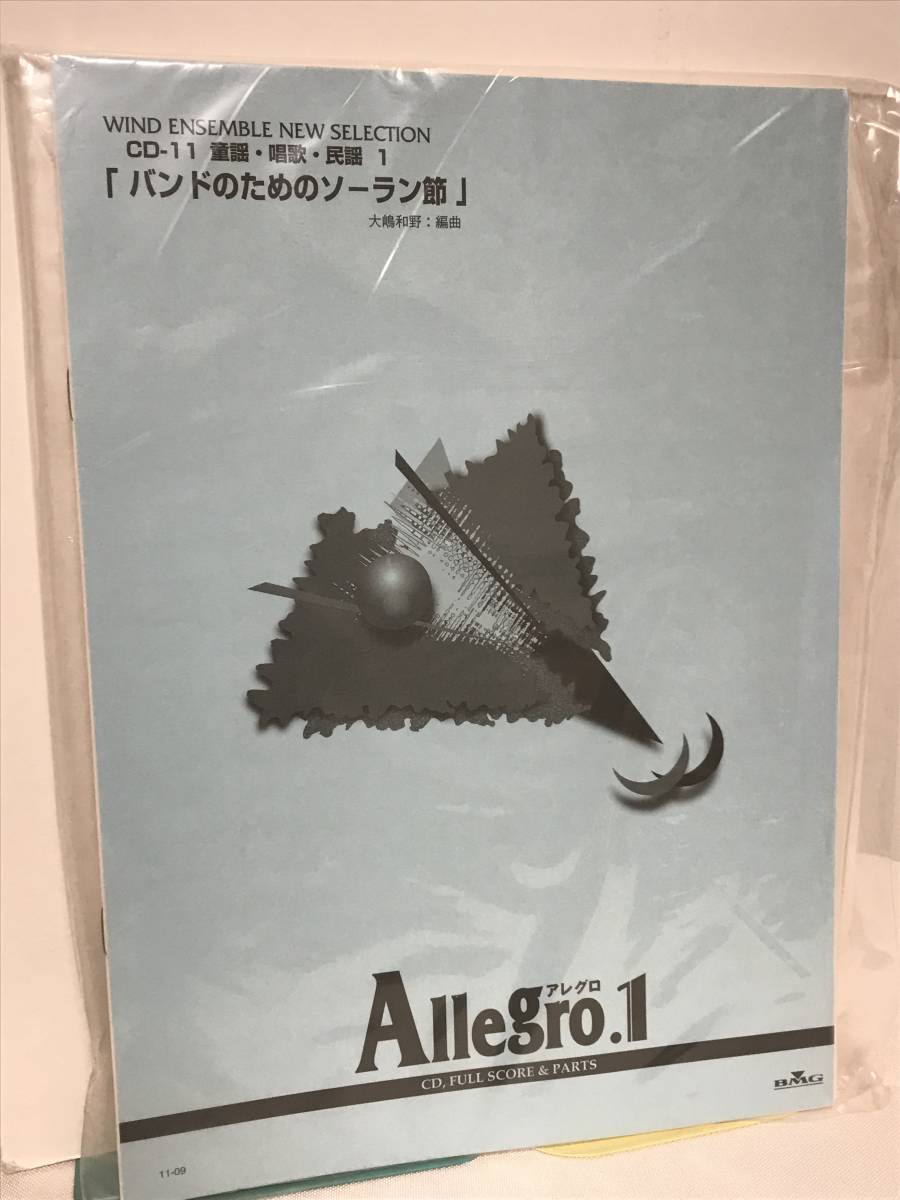 WIND ENSEMBLE NEW SELECTION
CD-11 童謡・唱歌・民謡 1
「バンドのためのソーラン節」
大嶋和野：編曲
アレグロ
Allegro.1
CD, FULL SCORE & PARTS
BMG
11-09